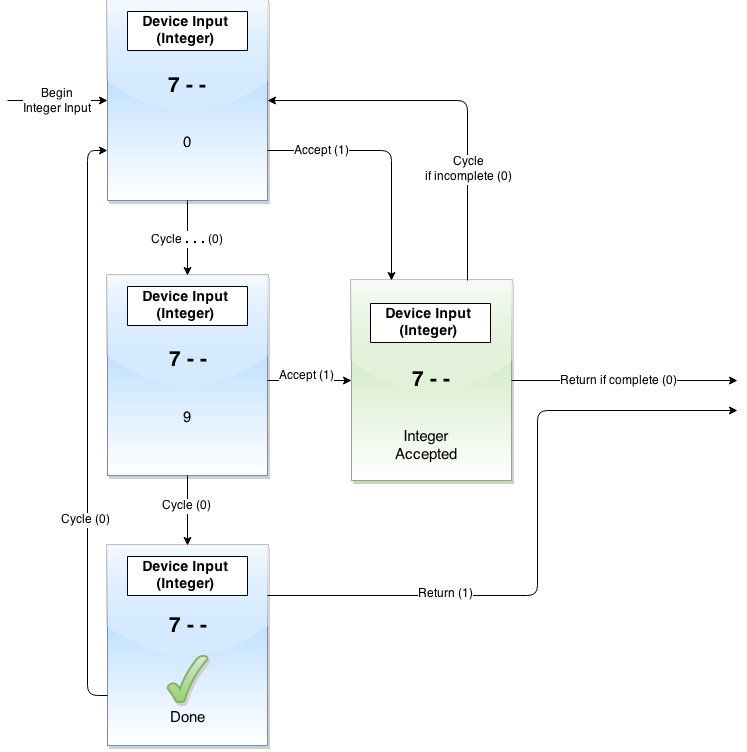 Device Input
(Integer)
7 - -
0
Begin
Integer Input
Accept (1)
Cycle
if incomplete (0)
Cycle . . . (0)
Device Input
(Integer)
7 - -
9
Accept (1)
Device Input
(Integer)
7 - -
Integer
Accepted
Return if complete (0)
Cycle (0)
Cycle (0)
Device Input
(Integer)
7 - -
Done
Return (1)